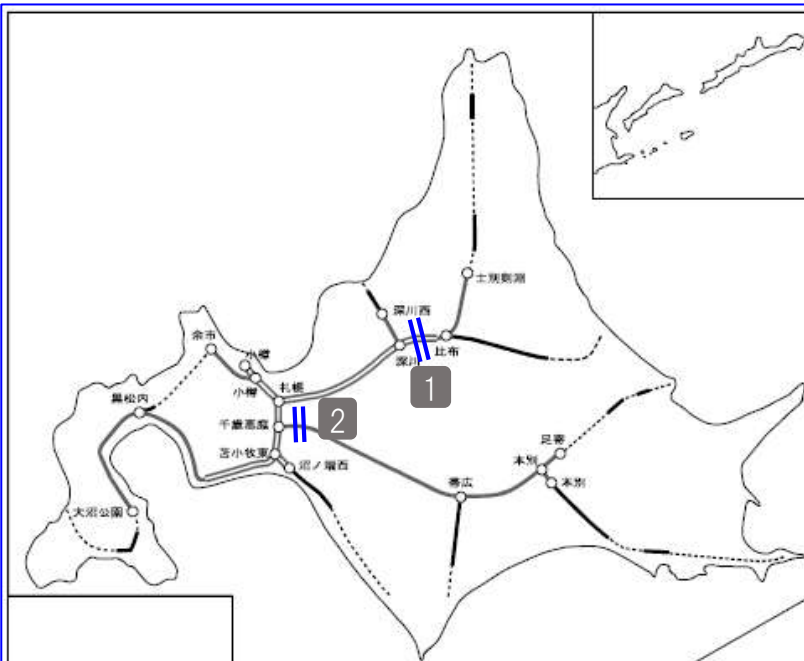 士別剣淵
深川西
余市
小樽
深川
比布
1
小樽
札幌
黒松内
千歳恵庭
2
苫小牧東
沼ノ端西
足寄
本別
本別
帯広
大沼公園